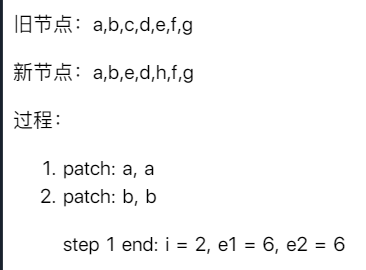 旧节点：a,b,c,d,e,f,g
新节点：a,b,e,d,h,f,g
过程：
1. patch: a, a
2. patch: b, b
step 1 end: i = 2, e1 = 6, e2 = 6